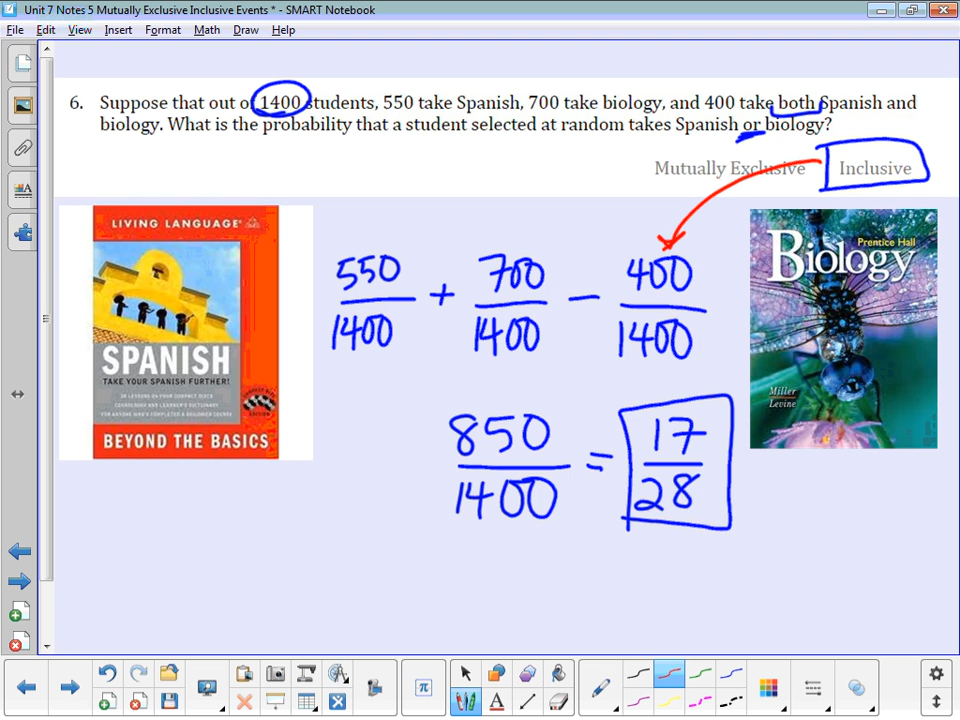 Unit 7 Notes 5 Mutually Exclusive Inclusive Events * - SMART Notebook
File Edit View Insert Format Math Draw Help
6. Suppose that out of 1400 students, 550 take Spanish, 700 take biology, and 400 take both Spanish and
biology. What is the probability that a student selected at random takes Spanish or biology?
Mutually Exclusive Inclusive
LIVING LANGUAGE
SPANISH
TAKE YOUR SPANISH FURTHER!
BEYOND THE BASICS
550/1400 + 700/1400 − 400/1400
850/1400 = 17/28
Prentice Hall
Biology
Miller
Levine